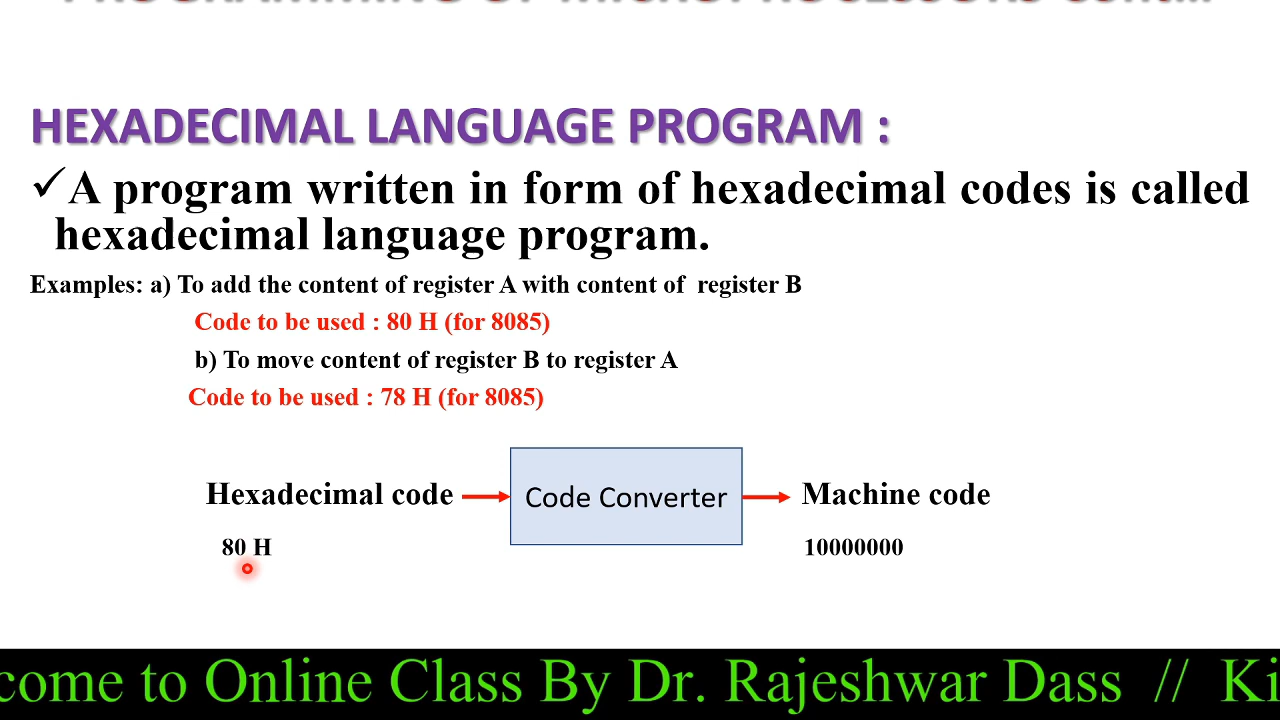 HEXADECIMAL LANGUAGE PROGRAM :
✓A program written in form of hexadecimal codes is called
hexadecimal language program.
Examples: a) To add the content of register A with content of register B
Code to be used : 80 H (for 8085)
b) To move content of register B to register A
Code to be used : 78 H (for 8085)
Hexadecimal code
Code Converter
Machine code
80 H
10000000
come to Online Class By Dr. Rajeshwar Dass // Ki